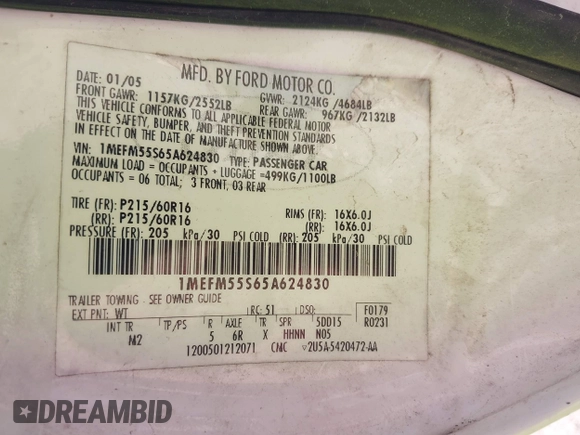 MFD. BY FORD MOTOR CO.
DATE: 01/05
GVWR: 2124KG /4684LB
FRONT GAWR: 1157KG/2552LB
REAR GAWR: 967KG/2132LB
THIS VEHICLE CONFORMS TO ALL APPLICABLE FEDERAL MOTOR
VEHICLE SAFETY, BUMPER, AND THEFT PREVENTION STANDARDS
IN EFFECT ON THE DATE OF MANUFACTURE SHOWN ABOVE
VIN: 1MEFM55S65A624830 TYPE: PASSENGER CAR
MAXIMUM LOAD = OCCUPANTS + LUGGAGE =499KG/1100LB
OCCUPANTS = 06 TOTAL; 3 FRONT, 03 REAR
TIRE (FR): P215/60R16 RIMS (FR): 16X6.0J
(RR): P215/60R16 (RR): 16X6.0J
PRESSURE (FR): 205 kPa/30 PSI COLD (RR): 205 kPa/30 PSI COLD
1MEFM55S65A624830
TRAILER TOWING - SEE OWNER GUIDE
EXT PNT: WT RC: 51 DSO: F0179
INT TR TP/PS R AXLE TR SPR 5DD15 R0231
M2 5 6R X HHNN N05
1200501212071 CMC ▽2U5A-5420472-AA
DREAMBID